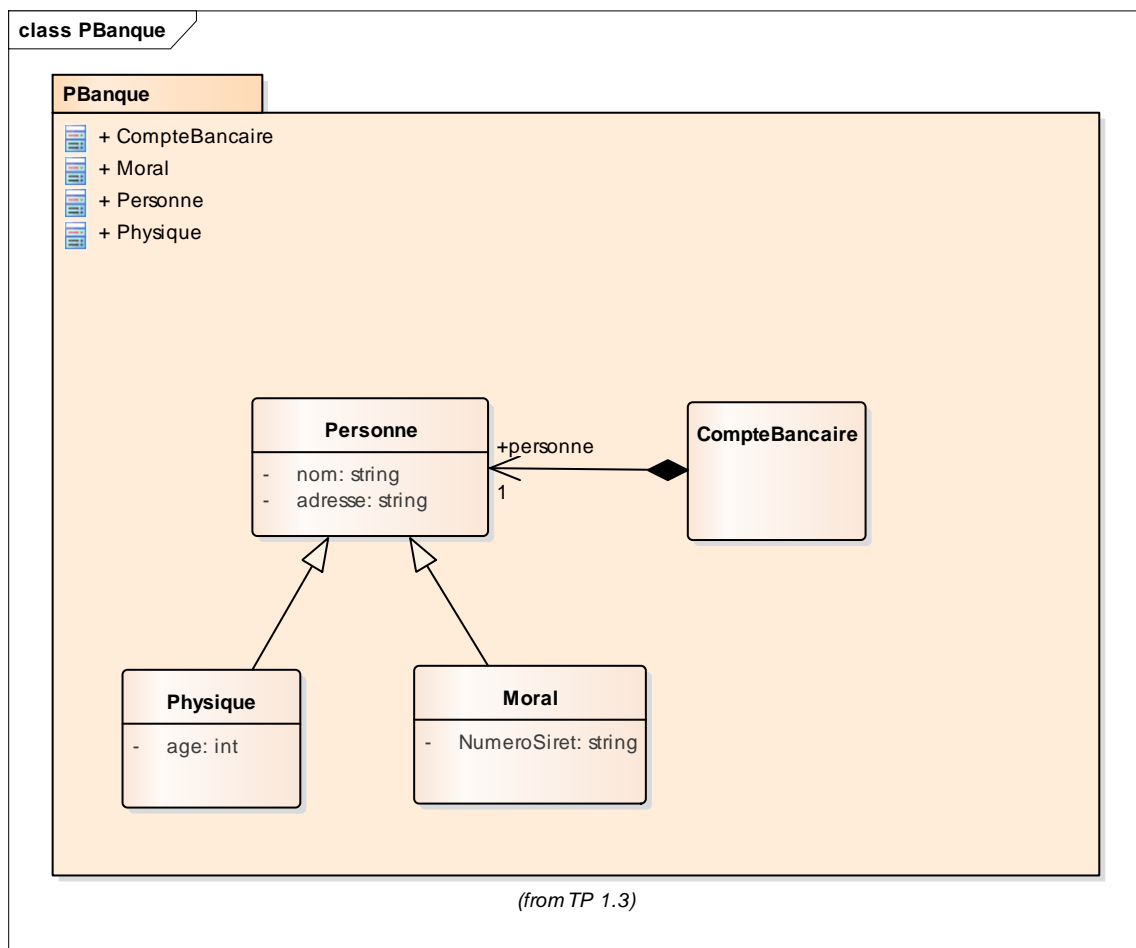 class PBanque
PBanque
+ CompteBancaire
+ Moral
+ Personne
+ Physique
Personne
- nom: string
- adresse: string
+personne
1
CompteBancaire
Physique
- age: int
Moral
- NumeroSiret: string
(from TP 1.3)